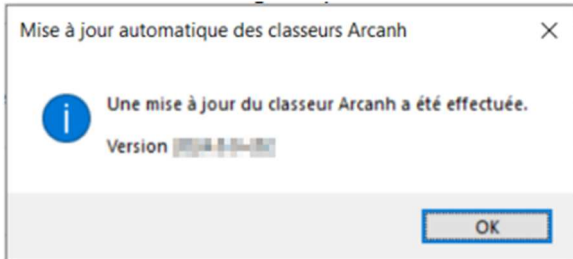 Mise à jour automatique des classeurs Arcanh
Une mise à jour du classeur Arcanh a été effectuée.
Version
OK